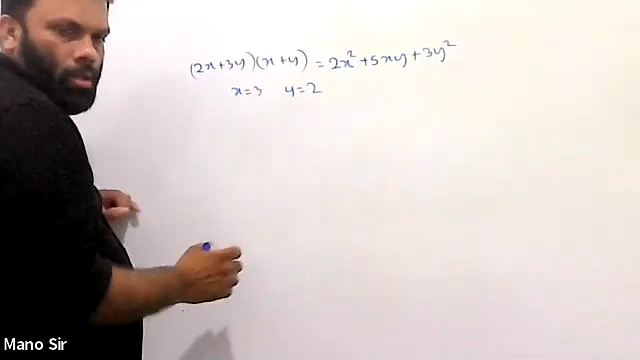 (2x+3y)(x+y) = 2x²+5xy+3y²
x=3 y=2
Mano Sir